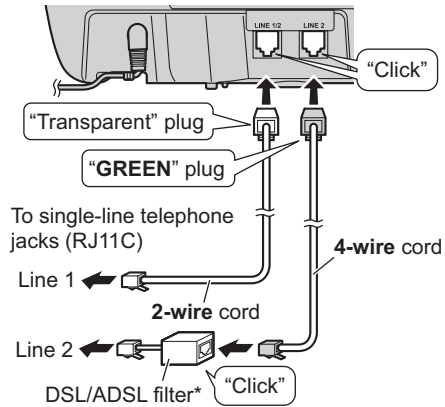 LINE 1/2 LINE 2
“Click”
“Transparent” plug
“GREEN” plug
To single-line telephone
jacks (RJ11C)
4-wire cord
Line 1
2-wire cord
Line 2
DSL/ADSL filter*
“Click”